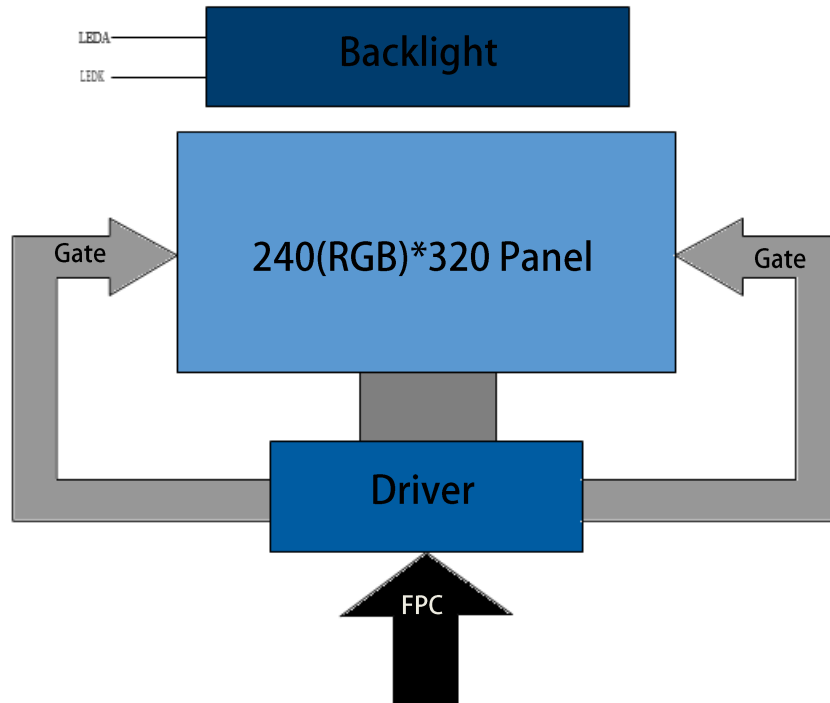 LEDA
Backlight
LEDK
240(RGB)*320 Panel
Gate
Gate
Driver
FPC